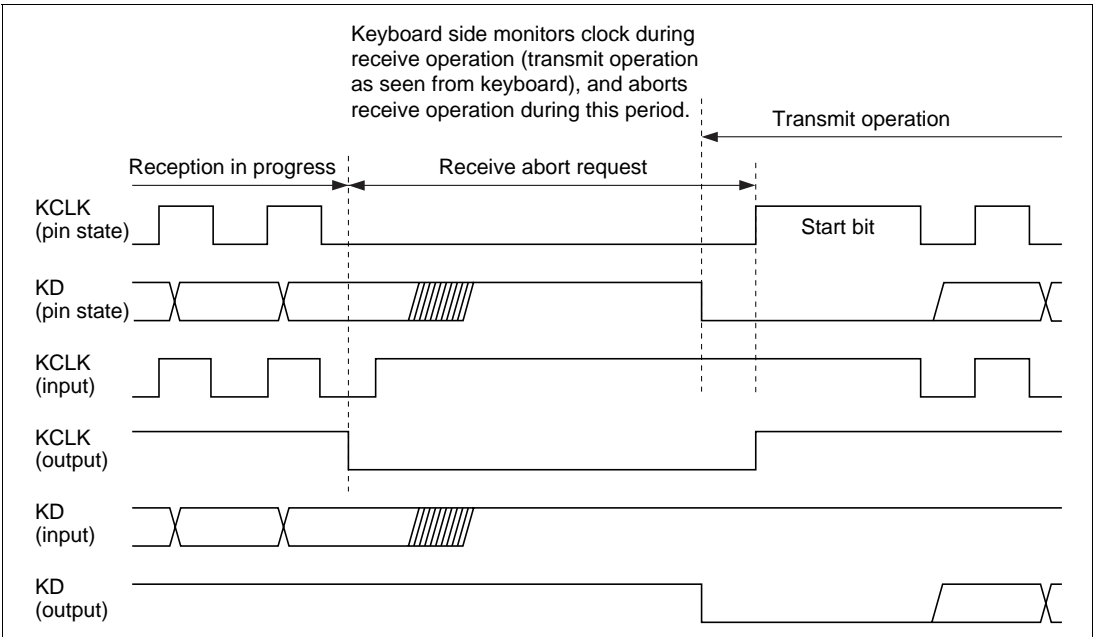 Keyboard side monitors clock during
receive operation (transmit operation
as seen from keyboard), and aborts
receive operation during this period.
Transmit operation
Reception in progress
Receive abort request
KCLK
(pin state)
Start bit
KD
(pin state)
KCLK
(input)
KCLK
(output)
KD
(input)
KD
(output)